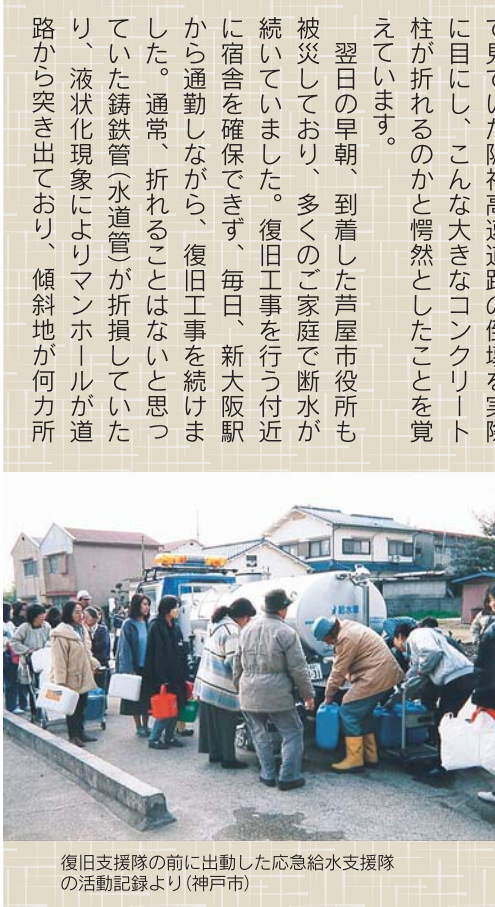 で見ていた阪神高速道路の倒壊を実際
に目にし、こんな大きなコンクリート
柱が折れるのかと愕然としたことを覚
えています。
翌日の早朝、到着した芦屋市役所も
被災しており、多くのご家庭で断水が
続いていました。復旧工事を行う付近
に宿舎を確保できず、毎日、新大阪駅
から通勤しながら、復旧工事を続けま
した。通常、折れることはないと思っ
ていた鋳鉄管(水道管)が折損していた
り、液状化現象によりマンホールが道
路から突き出ており、傾斜地が何カ所
給水車
復旧支援隊の前に出動した応急給水支援隊
の活動記録より(神戸市)